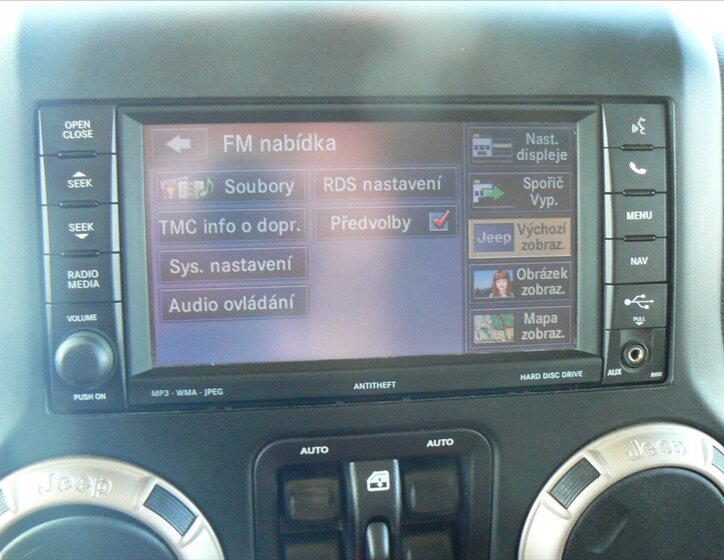 OPEN
CLOSE
SEEK
SEEK
RADIO
MEDIA
VOLUME
PUSH ON
FM nabídka
Soubory
RDS nastavení
TMC info o dopr.
Předvolby
Sys. nastavení
Audio ovládání
Nast.
displeje
Spořič
Vyp.
Jeep
Výchozí
zobraz.
Obrázek
zobraz.
Mapa
zobraz.
MENU
NAV
PULL
AUX
MP3 - WMA - JPEG
ANTITHEFT
HARD DISC DRIVE
AUTO
AUTO
Jeep
Jeep